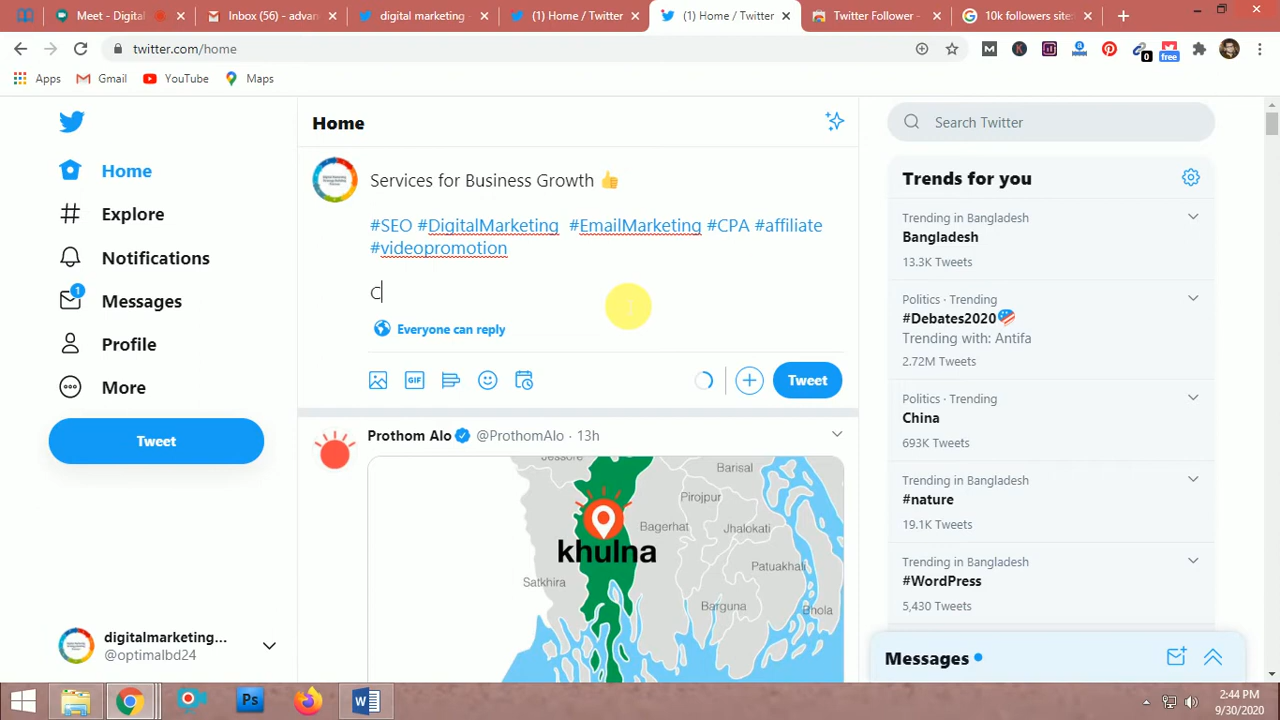 Meet - Digital
Inbox (56) - advan
digital marketing -
(1) Home / Twitter
(1) Home / Twitter
Twitter Follower -
10k followers site
twitter.com/home
0
free
Apps
Gmail
YouTube
Maps
Home
Explore
Notifications
1
Messages
Profile
More
Tweet
digitalmarketing...
@optimalbd24
Home
Services for Business Growth 👍
#SEO #DigitalMarketing #EmailMarketing #CPA #affiliate
#videopromotion
C
Everyone can reply
GIF
Tweet
Prothom Alo @ProthomAlo · 13h
Jessore
Barisal
Pirojpur
Bagerhat
Jhalokati
khulna
Patuakhali
Satkhira
Barguna
Bhola
Search Twitter
Trends for you
Trending in Bangladesh
Bangladesh
13.3K Tweets
Politics · Trending
#Debates2020
Trending with: Antifa
2.72M Tweets
Politics · Trending
China
693K Tweets
Trending in Bangladesh
#nature
19.1K Tweets
Trending in Bangladesh
#WordPress
5,430 Tweets
Messages
Ps
2:44 PM
9/30/2020